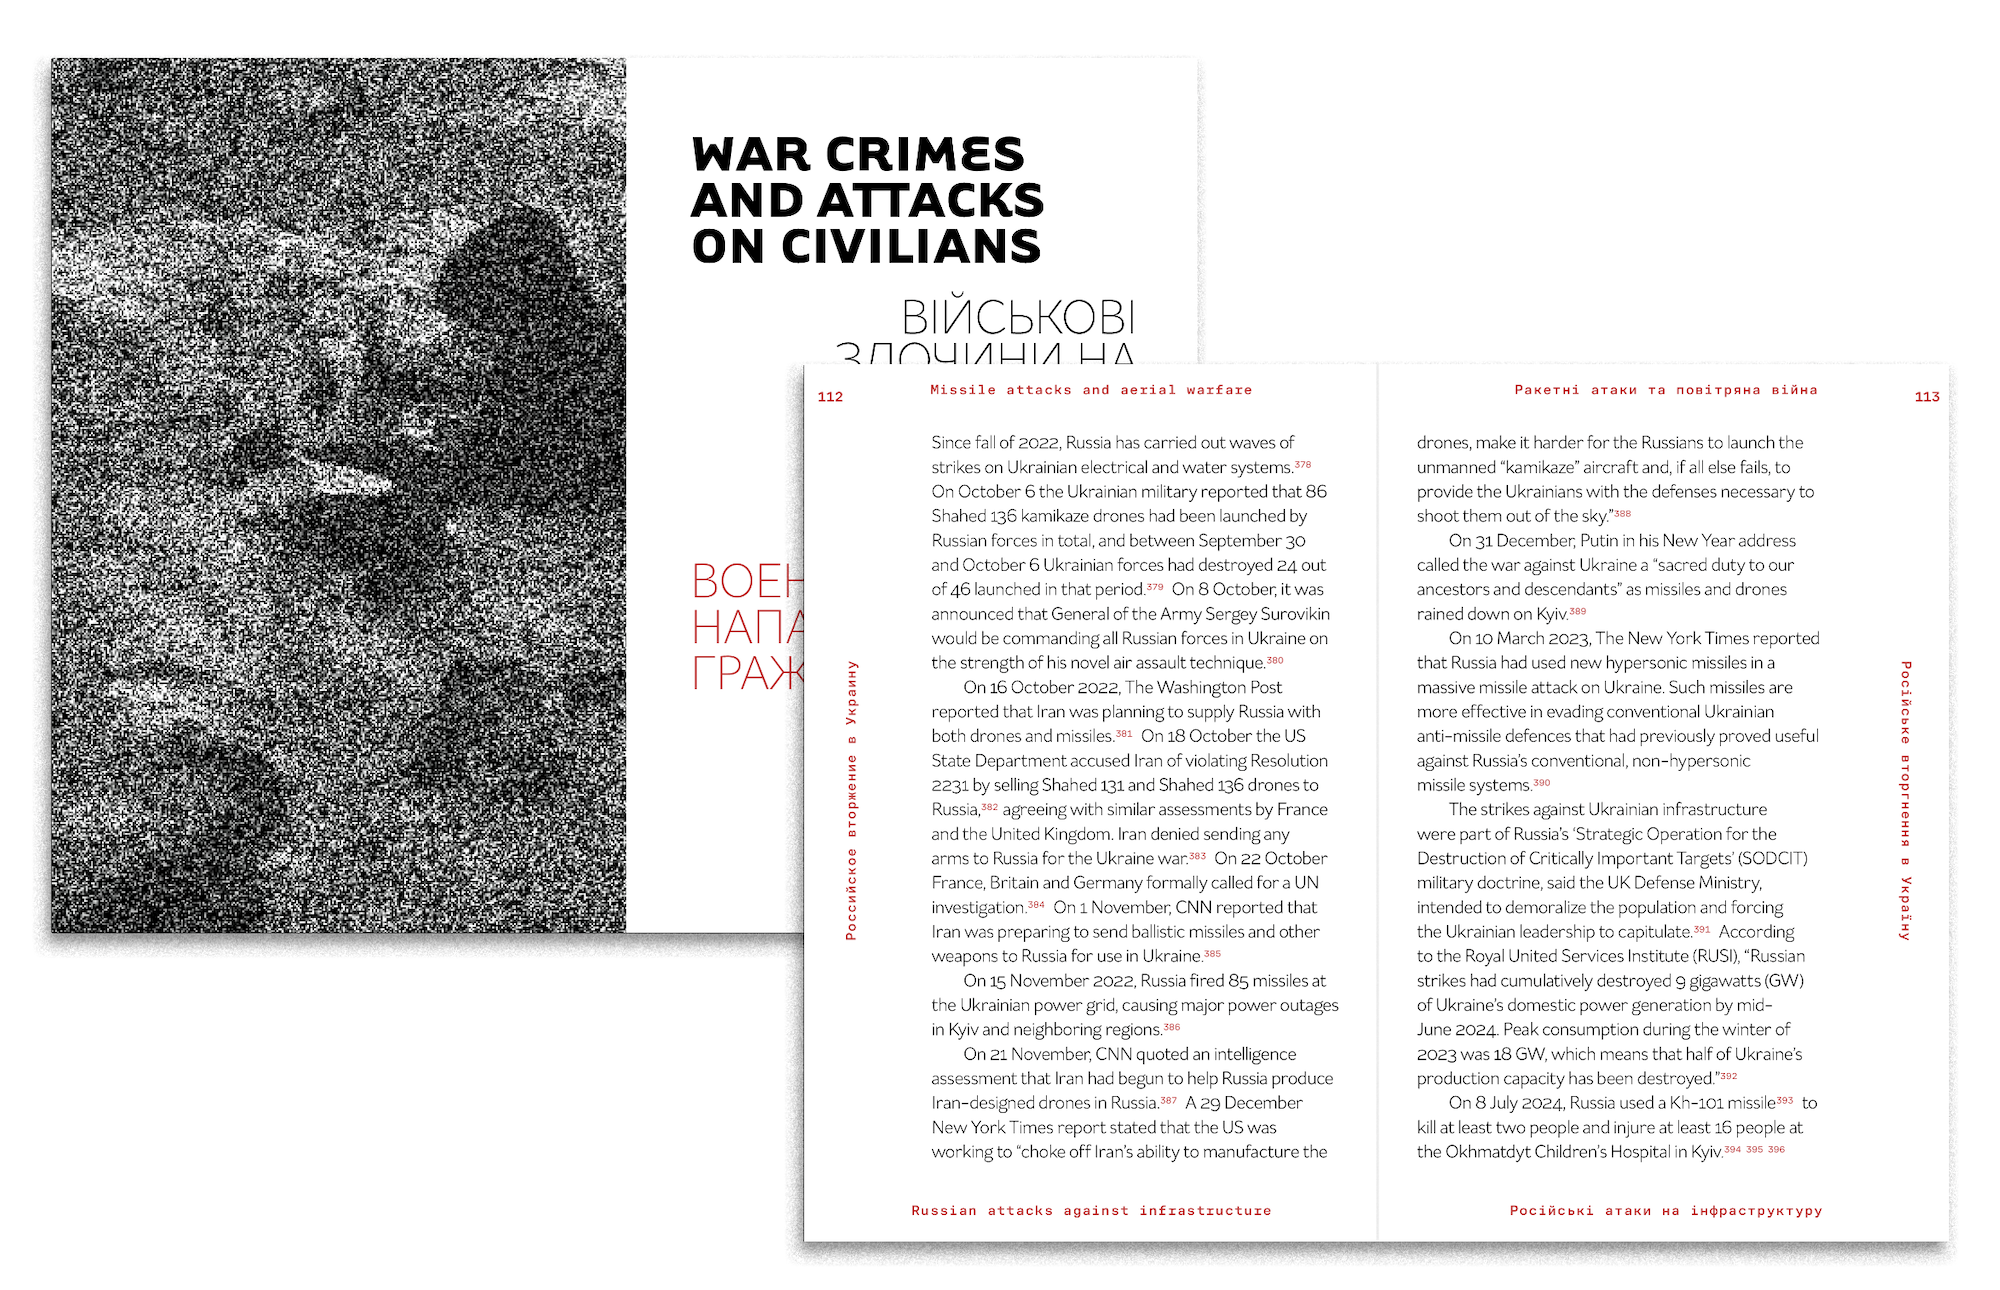 WAR CRIMES
AND ATTACKS
ON CIVILIANS
ВІЙСЬКОВІ
ЗЛОЧИНИ НА
112
Missile attacks and aerial warfare
Since fall of 2022, Russia has carried out waves of
strikes on Ukrainian electrical and water systems.378
On October 6 the Ukrainian military reported that 86
Shahed 136 kamikaze drones had been launched by
Russian forces in total, and between September 30
and October 6 Ukrainian forces had destroyed 24 out
of 46 launched in that period.379 On 8 October, it was
announced that General of the Army Sergey Surovikin
would be commanding all Russian forces in Ukraine on
the strength of his novel air assault technique.380
On 16 October 2022, The Washington Post
reported that Iran was planning to supply Russia with
both drones and missiles.381 On 18 October the US
State Department accused Iran of violating Resolution
2231 by selling Shahed 131 and Shahed 136 drones to
Russia,382 agreeing with similar assessments by France
and the United Kingdom. Iran denied sending any
arms to Russia for the Ukraine war.383 On 22 October
France, Britain and Germany formally called for a UN
investigation.384 On 1 November, CNN reported that
Iran was preparing to send ballistic missiles and other
weapons to Russia for use in Ukraine.385
On 15 November 2022, Russia fired 85 missiles at
the Ukrainian power grid, causing major power outages
in Kyiv and neighboring regions.386
On 21 November, CNN quoted an intelligence
assessment that Iran had begun to help Russia produce
Iran-designed drones in Russia.387 A 29 December
New York Times report stated that the US was
working to “choke off Iran’s ability to manufacture the
Российское вторжение в Украину
Russian attacks against infrastructure
Ракетні атаки та повітряна війна
113
drones, make it harder for the Russians to launch the
unmanned “kamikaze” aircraft and, if all else fails, to
provide the Ukrainians with the defenses necessary to
shoot them out of the sky.”388
On 31 December, Putin in his New Year address
called the war against Ukraine a “sacred duty to our
ancestors and descendants” as missiles and drones
rained down on Kyiv.389
On 10 March 2023, The New York Times reported
that Russia had used new hypersonic missiles in a
massive missile attack on Ukraine. Such missiles are
more effective in evading conventional Ukrainian
anti-missile defences that had previously proved useful
against Russia’s conventional, non-hypersonic
missile systems.390
The strikes against Ukrainian infrastructure
were part of Russia’s ‘Strategic Operation for the
Destruction of Critically Important Targets’ (SODCIT)
military doctrine, said the UK Defense Ministry,
intended to demoralize the population and forcing
the Ukrainian leadership to capitulate.391 According
to the Royal United Services Institute (RUSI), “Russian
strikes had cumulatively destroyed 9 gigawatts (GW)
of Ukraine’s domestic power generation by mid-
June 2024. Peak consumption during the winter of
2023 was 18 GW, which means that half of Ukraine’s
production capacity has been destroyed.”392
On 8 July 2024, Russia used a Kh-101 missile393 to
kill at least two people and injure at least 16 people at
the Okhmatdyt Children’s Hospital in Kyiv.394 395 396
Російське вторгнення в Україну
Російські атаки на інфраструктуру